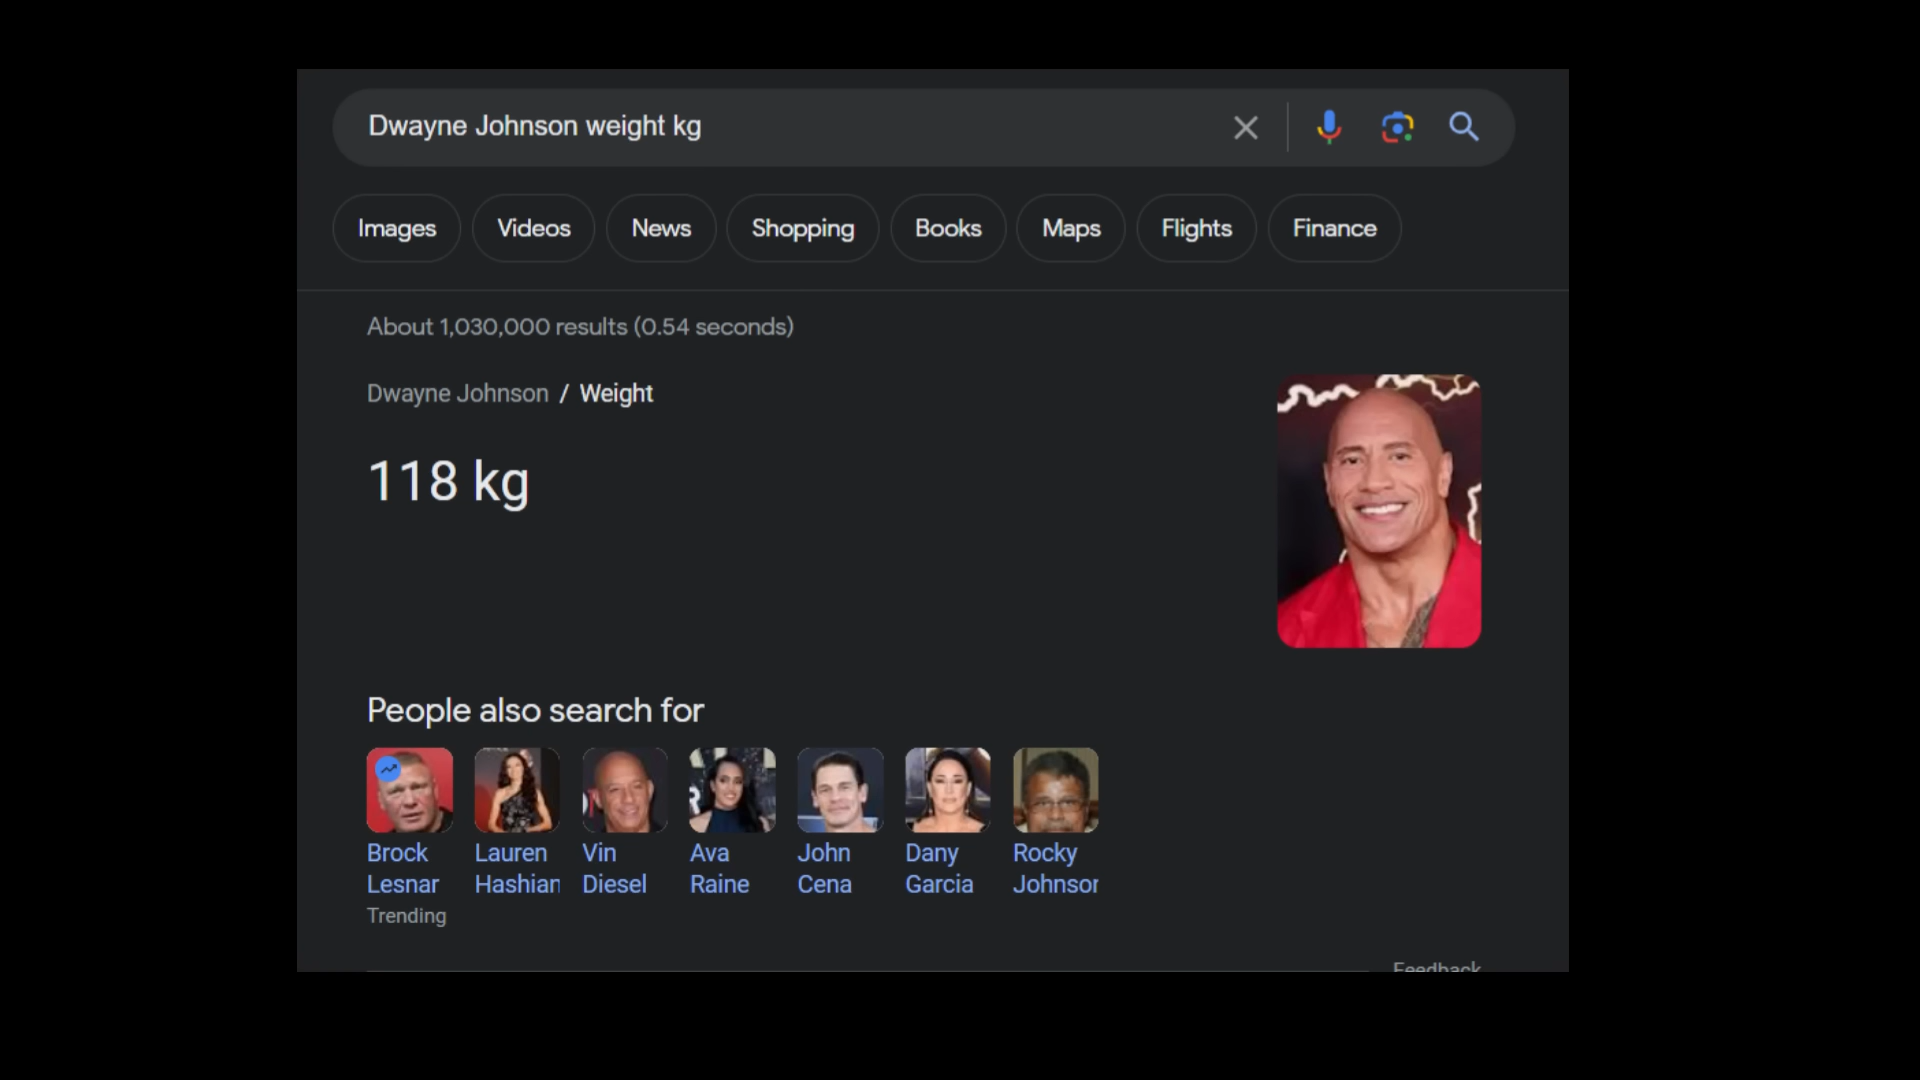 Dwayne Johnson weight kg
Images Videos News Shopping Books Maps Flights Finance
About 1,030,000 results (0.54 seconds)
Dwayne Johnson / Weight
118 kg
People also search for
Brock Lesnar
Trending
Lauren Hashian
Vin Diesel
Ava Raine
John Cena
Dany Garcia
Rocky Johnson
Feedback